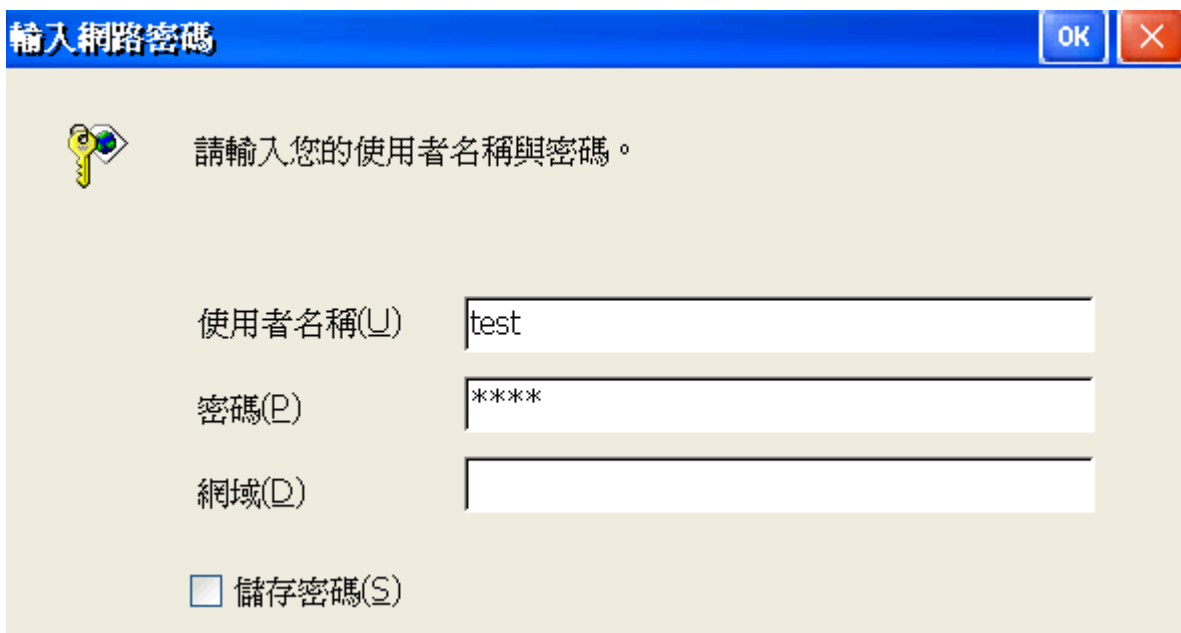 輸入網路密碼 OK
請輸入您的使用者名稱與密碼。
使用者名稱(U) test
密碼(P) ****
網域(D)
儲存密碼(S)